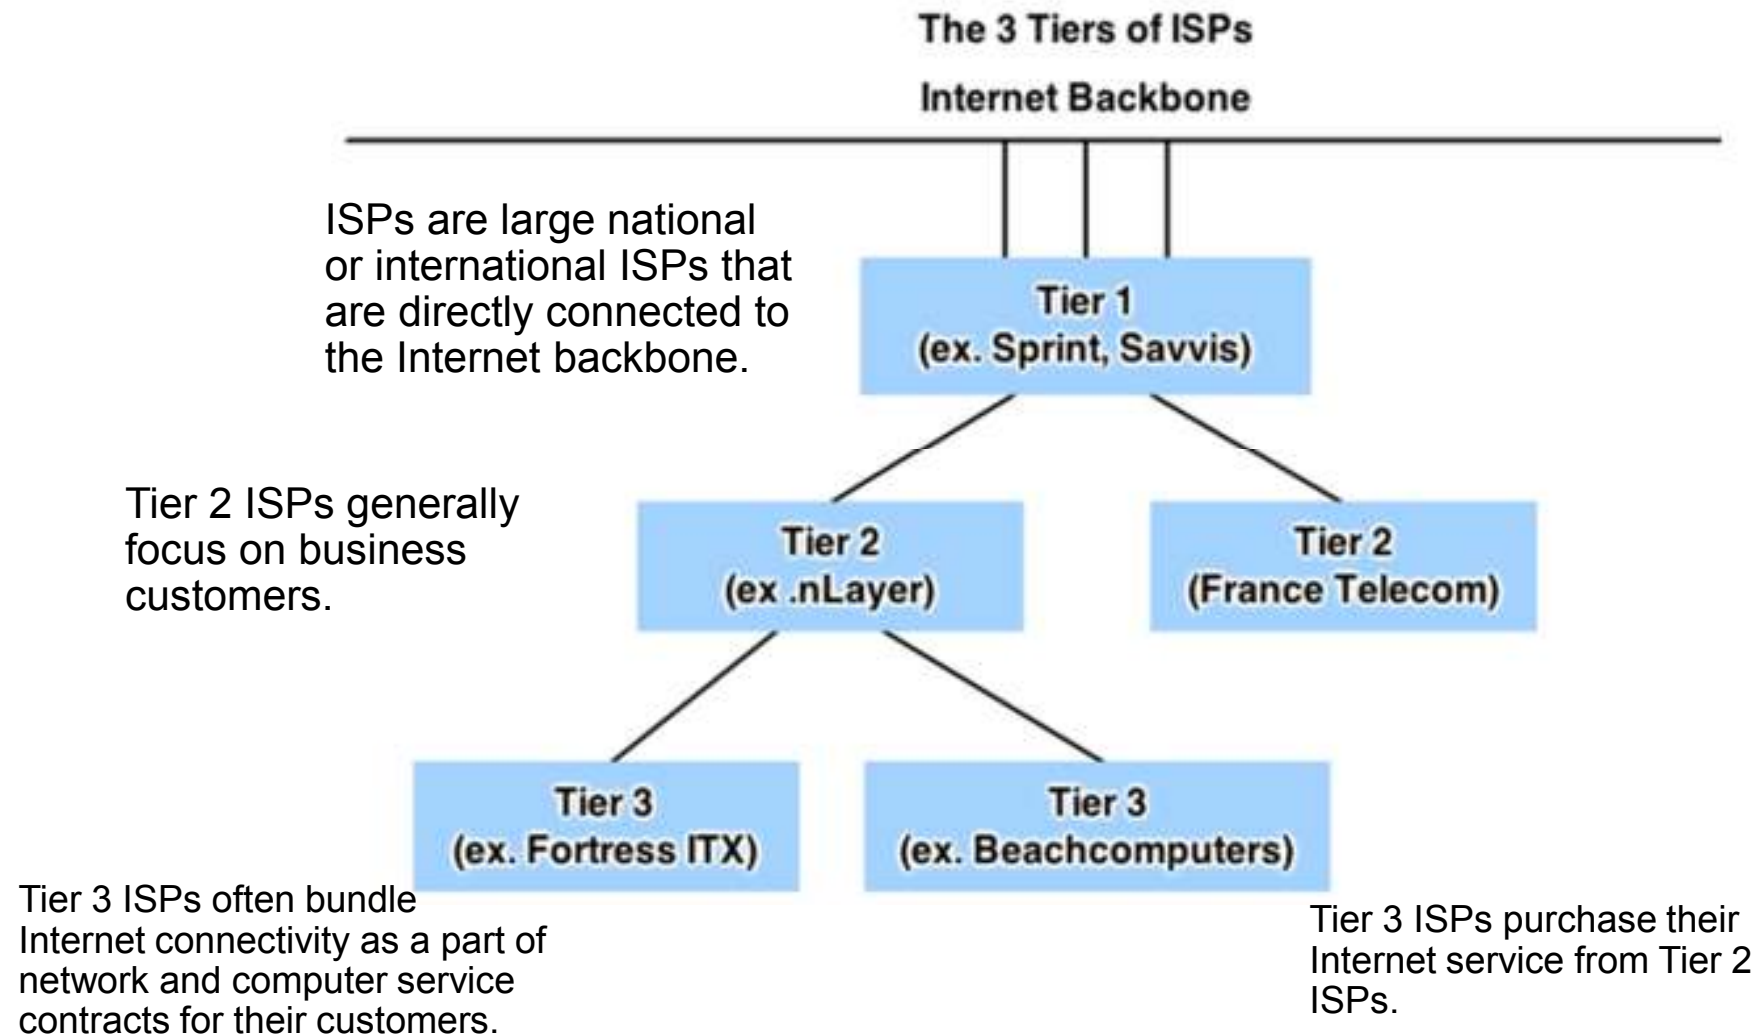 The 3 Tiers of ISPs
Internet Backbone
ISPs are large national
or international ISPs that
are directly connected to
the Internet backbone.
Tier 1
(ex. Sprint, Savvis)
Tier 2 ISPs generally
focus on business
customers.
Tier 2
(ex .nLayer)
Tier 2
(France Telecom)
Tier 3
(ex. Fortress ITX)
Tier 3
(ex. Beachcomputers)
Tier 3 ISPs often bundle
Internet connectivity as a part of
network and computer service
contracts for their customers.
Tier 3 ISPs purchase their
Internet service from Tier 2
ISPs.